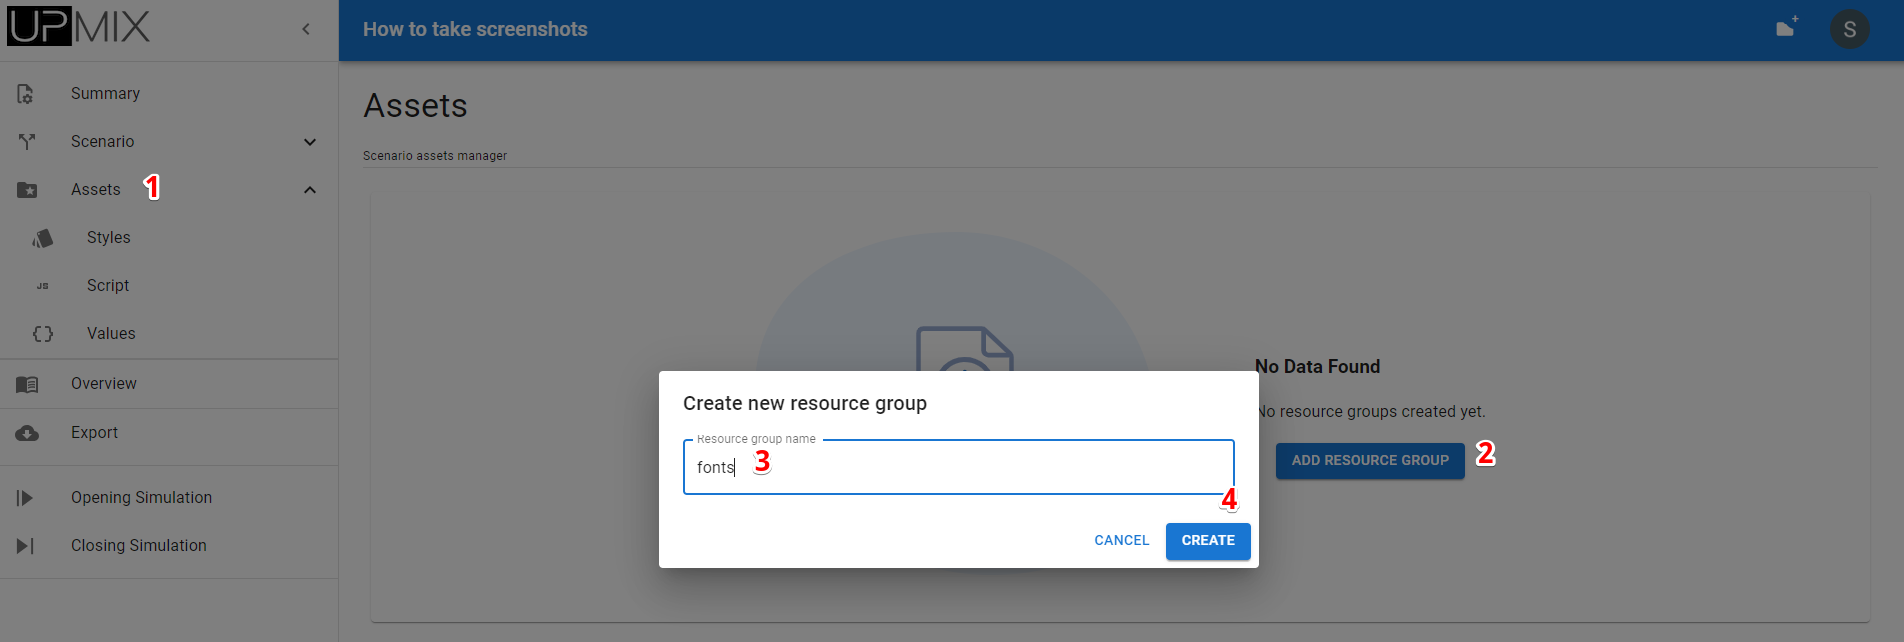 UPMIX
How to take screenshots
S
Summary
Scenario
Assets 1
Styles
JS Script
Values
Overview
Export
Opening Simulation
Closing Simulation
Assets
Scenario assets manager
No Data Found
No resource groups created yet.
ADD RESOURCE GROUP 2
Create new resource group
Resource group name
fonts 3
4
CANCEL CREATE